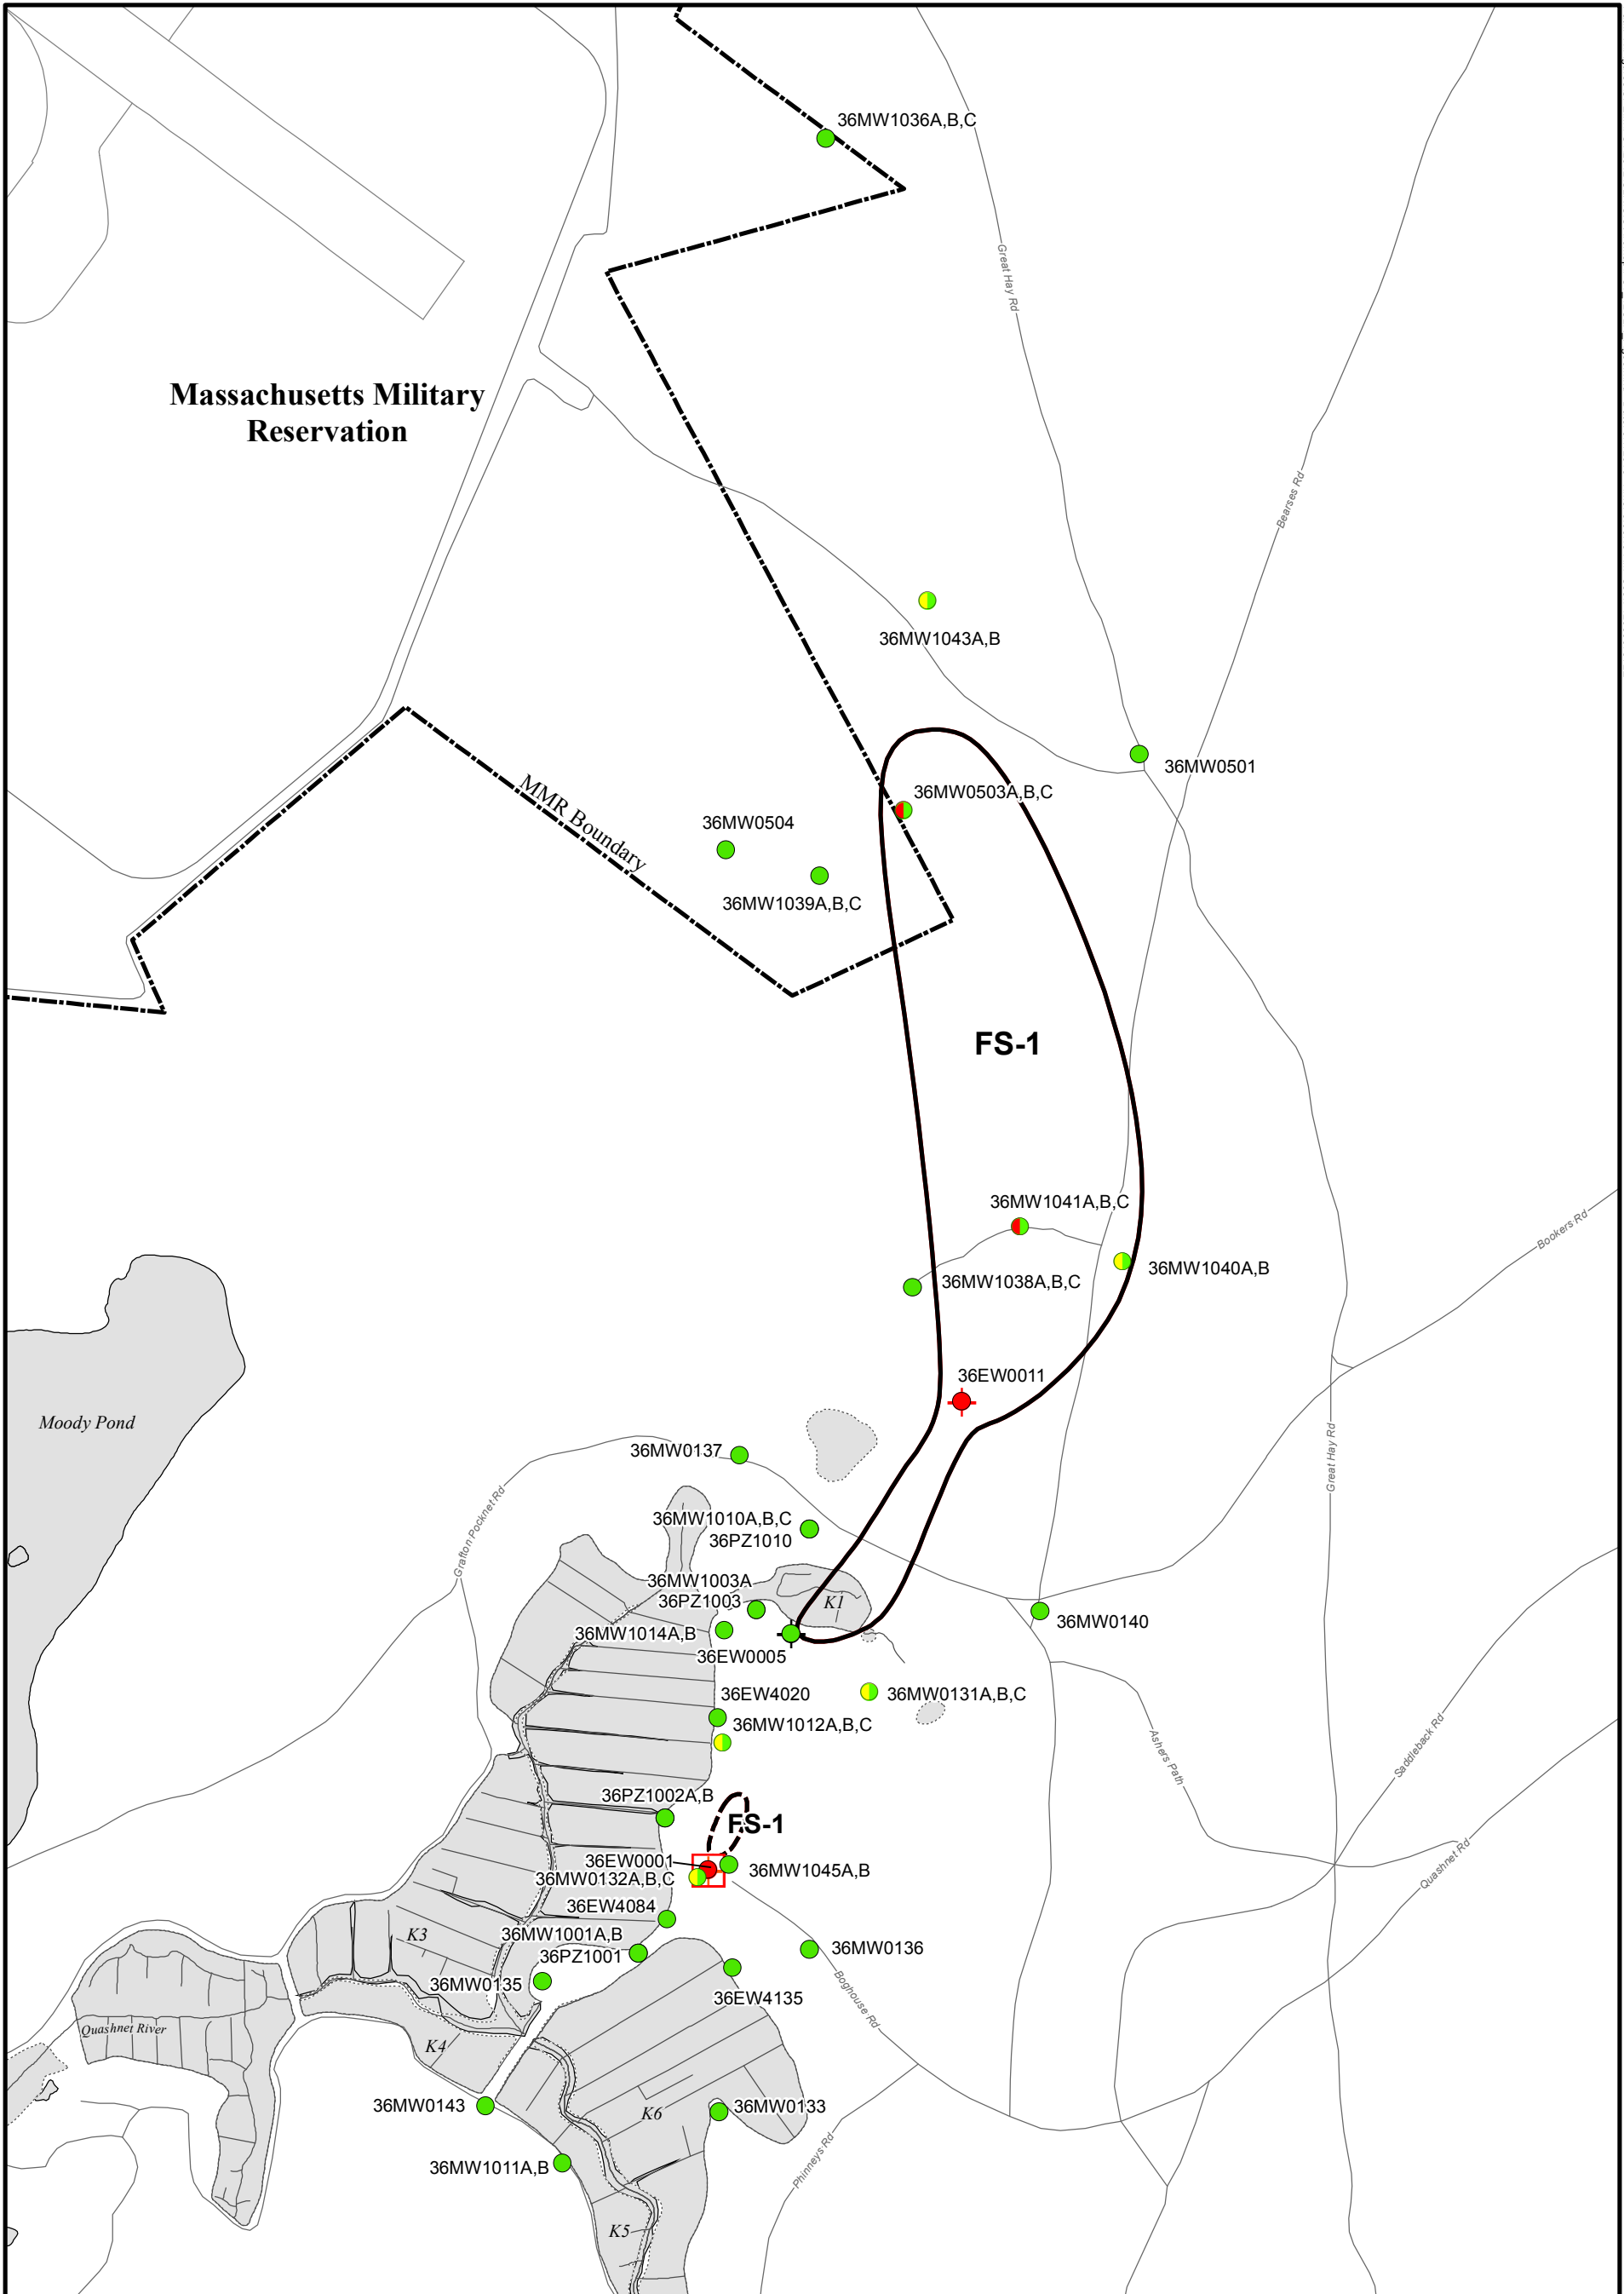 36MW1036A,B,C
Great Hay Rd
Massachusetts Military
Reservation
Bearses Rd
36MW1043A,B
36MW0501
MMR Boundary
36MW0503A,B,C
36MW0504
36MW1039A,B,C
FS-1
36MW1041A,B,C
Bookers Rd
36MW1040A,B
36MW1038A,B,C
36EW0011
Moody Pond
Great Hay Rd
36MW0137
Grafton Pocknet Rd
36MW1010A,B,C
36PZ1010
36MW1003A
36PZ1003
K1
36MW0140
36MW1014A,B
36EW0005
36EW4020
36MW0131A,B,C
36MW1012A,B,C
Ashers Path
Saddleback Rd
36PZ1002A,B
FS-1
36EW0001
36MW1045A,B
36MW0132A,B,C
Quashnet Rd
36EW4084
K3
36MW1001A,B
36PZ1001
36MW0136
36MW0135
36EW4135
Boghouse Rd
Quashnet River
K4
36MW0143
K6
36MW0133
Phinneys Rd
36MW1011A,B
K5